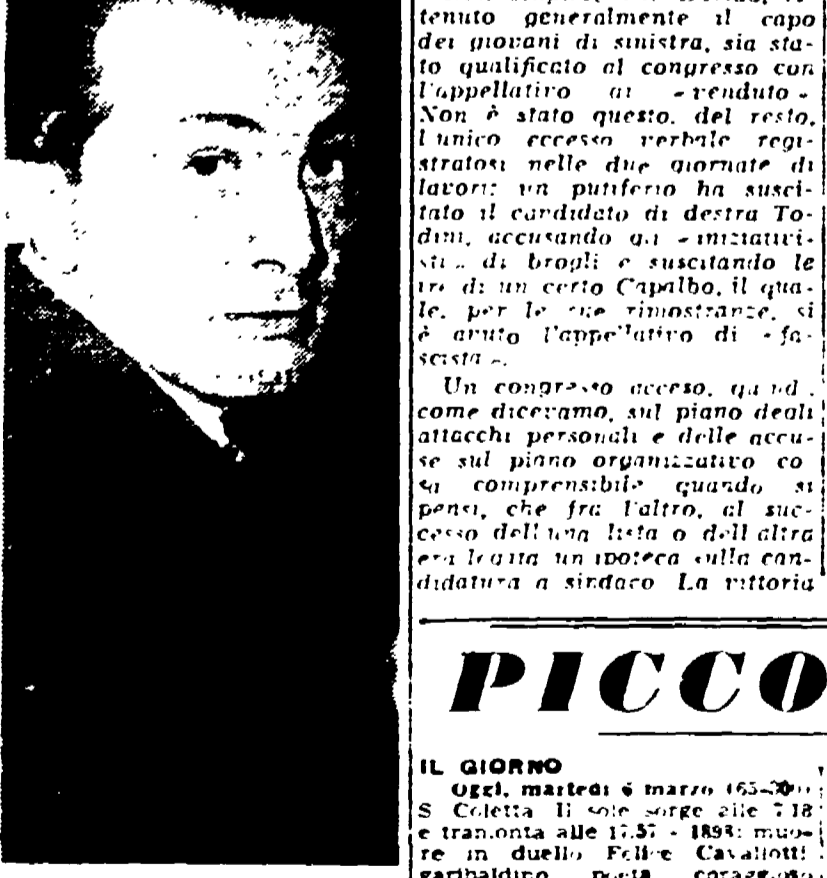 tenuto generalmente il capo
dei giovani di sinistra, sia sta-
to qualificato al congresso con
l'appellativo di «venduto»
Non è stato questo, del resto,
l'unico eccesso verbale regi-
stratosi nelle due giornate di
lavori: un putiferio ha susci-
tato il candidato di destra To-
dini, accusando gli «iniziativi-
sti» di brogli e suscitando le
ire di un certo Capalbo, il qua-
le, per le sue rimostranze, si
è avuto l'appellativo di «fa-
scista».
Un congresso acceso, quindi,
come dicevamo, sul piano degli
attacchi personali e delle accu-
se sul piano organizzativo co-
sa comprensibile quando si
pensi, che fra l'altro, al suc-
cesso dell'una lista o dell'altra
era legata un'ipoteca sulla can-
didatura a sindaco La vittoria
PICCO
IL GIORNO
Oggi, martedì 6 marzo
S Coletta Il sole sorge alle 7.18
e tramonta alle 17.57 - 1898: muo-
re in duello Felice Cavallotti
garibaldino poeta coraggioso